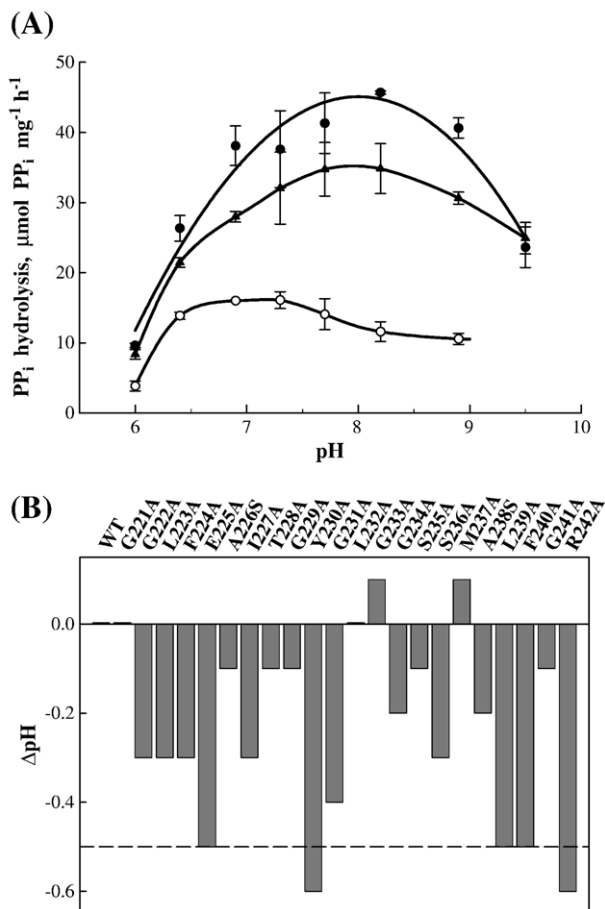 (A)
PPi hydrolysis, μmol PPi mg-1 h-1
50
40
30
20
10
0
6
7
8
9
10
pH
(B)
WT
G221A
G222A
L223A
F224A
E225A
A226S
I227A
T228A
G229A
Y230A
G231A
L232A
G233A
G234A
S235A
S236A
M237A
A238S
L239A
F240A
G241A
R242A
ΔpH
0.0
-0.2
-0.4
-0.6